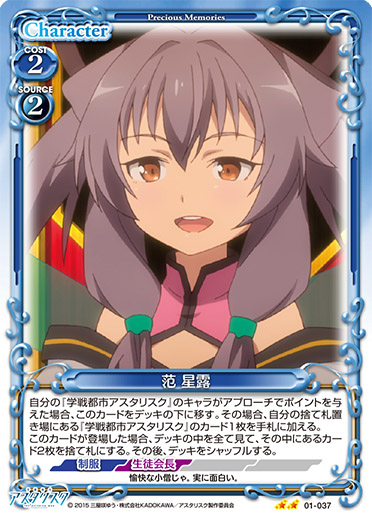 Precious Memories
Character
COST
2
SOURCE
2
范 星露
自分の『学戦都市アスタリスク』のキャラがアプローチでポイントを
与えた場合、このカードをデッキの下に移す。その場合、自分の捨て札置
き場にある『学戦都市アスタリスク』のカード1枚を手札に加える。
このカードが登場した場合、デッキの中を全て見て、その中にあるカー
ド2枚を捨て札にする。その後、デッキをシャッフルする。
制服 生徒会長
愉快な小僧じゃ。実に面白い。
学戦都市
アスタリスク
01-037
© 2015 三屋咲ゆう・株式会社KADOKAWA/アスタリスク製作委員会